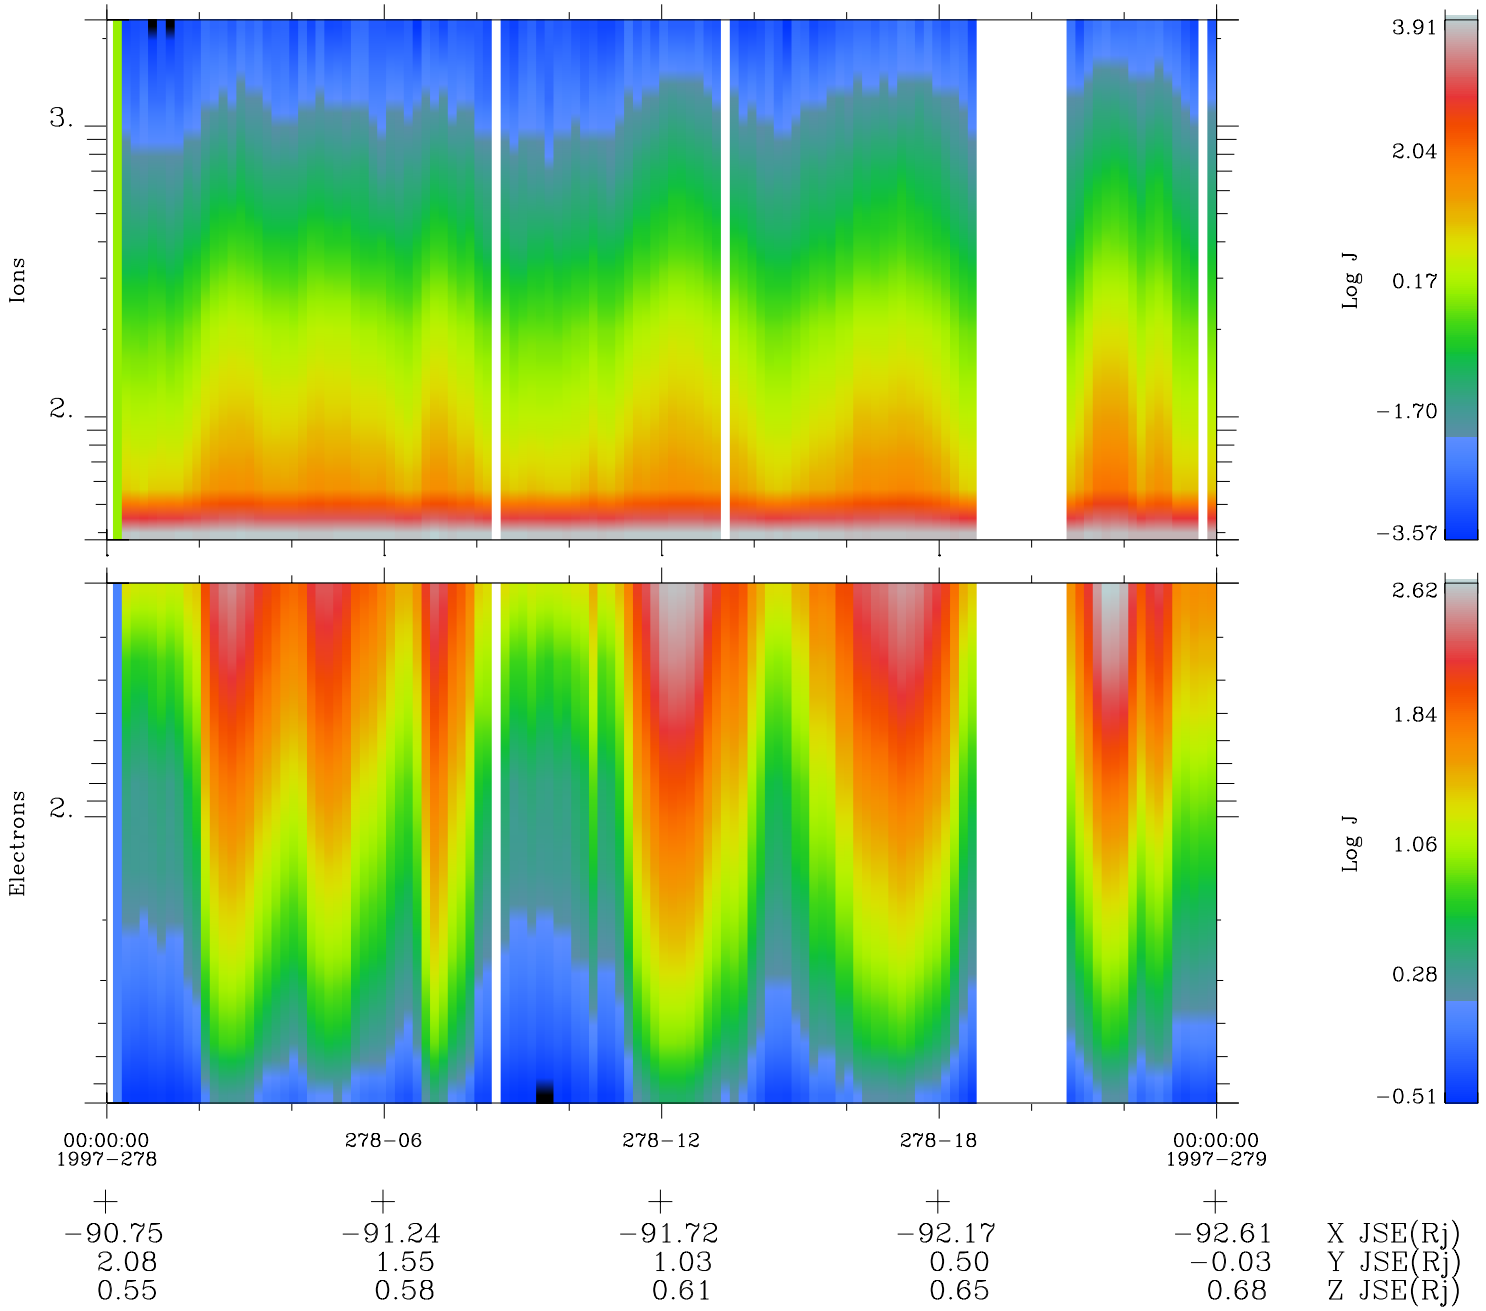 3.91
3.
2.04
Ions
Log J
0.17
2.
−1.70
−3.57
2.62
1.84
2.
Electrons
Log J
1.06
0.28
−0.51
00:00:00 278−06 278−12 278−18 00:00:00
1997−278 1997−279
−90.75 −91.24 −91.72 −92.17 −92.61 X JSE(Rj)
2.08 1.55 1.03 0.50 −0.03 Y JSE(Rj)
0.55 0.58 0.61 0.65 0.68 Z JSE(Rj)